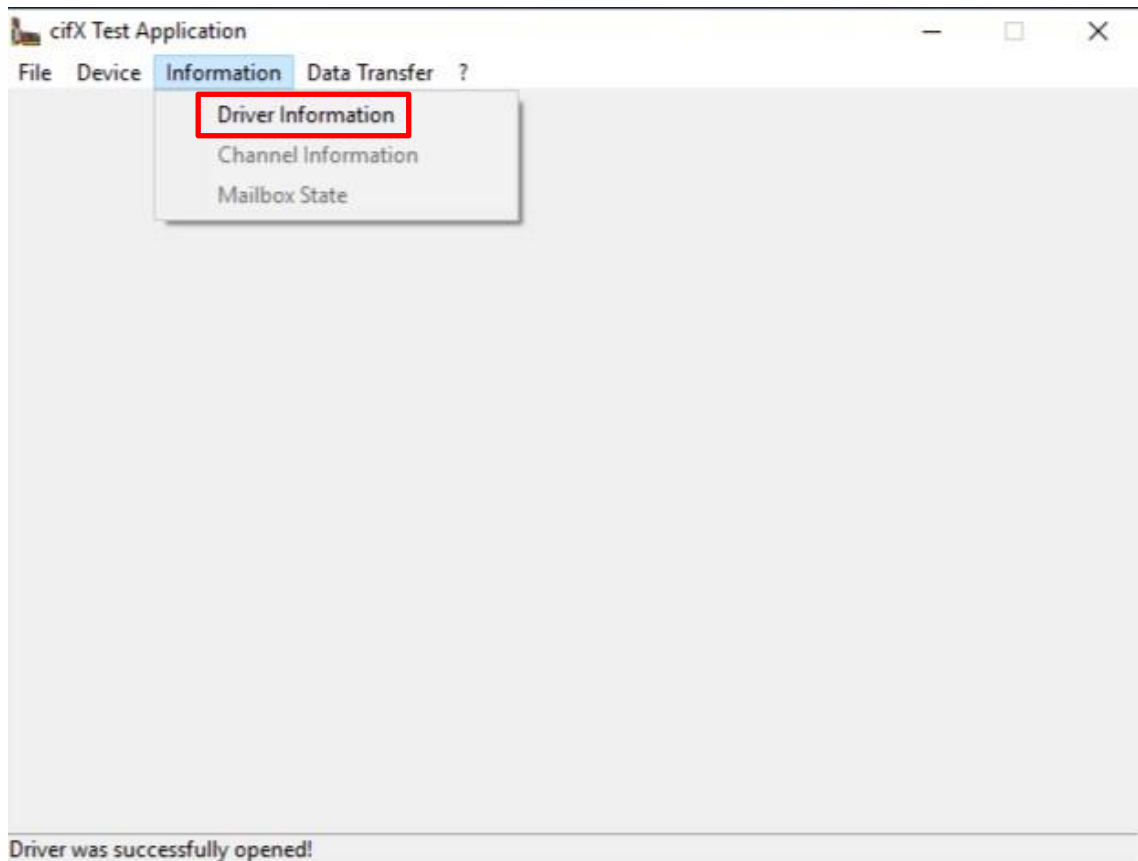 cifX Test Application
File Device Information Data Transfer ?
Driver Information
Channel Information
Mailbox State
Driver was successfully opened!